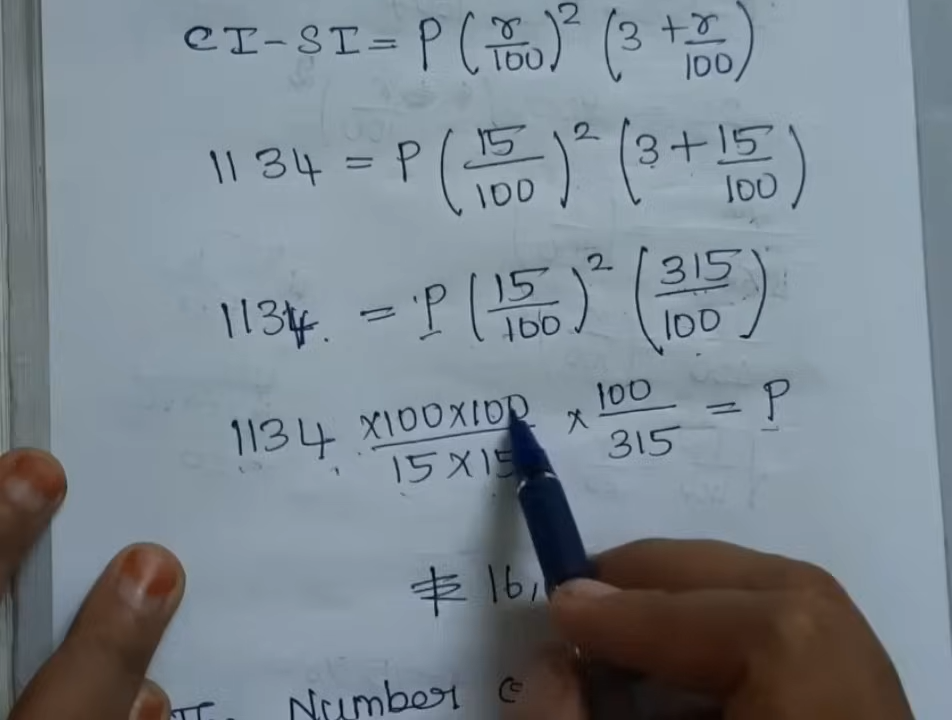 CI-SI = P(r/100)² (3 + r/100)
1134 = P(15/100)² (3 + 15/100)
1134. = P(15/100)² (315/100)
1134 ×100×100/15×15 × 100/315 = P
16,
Number